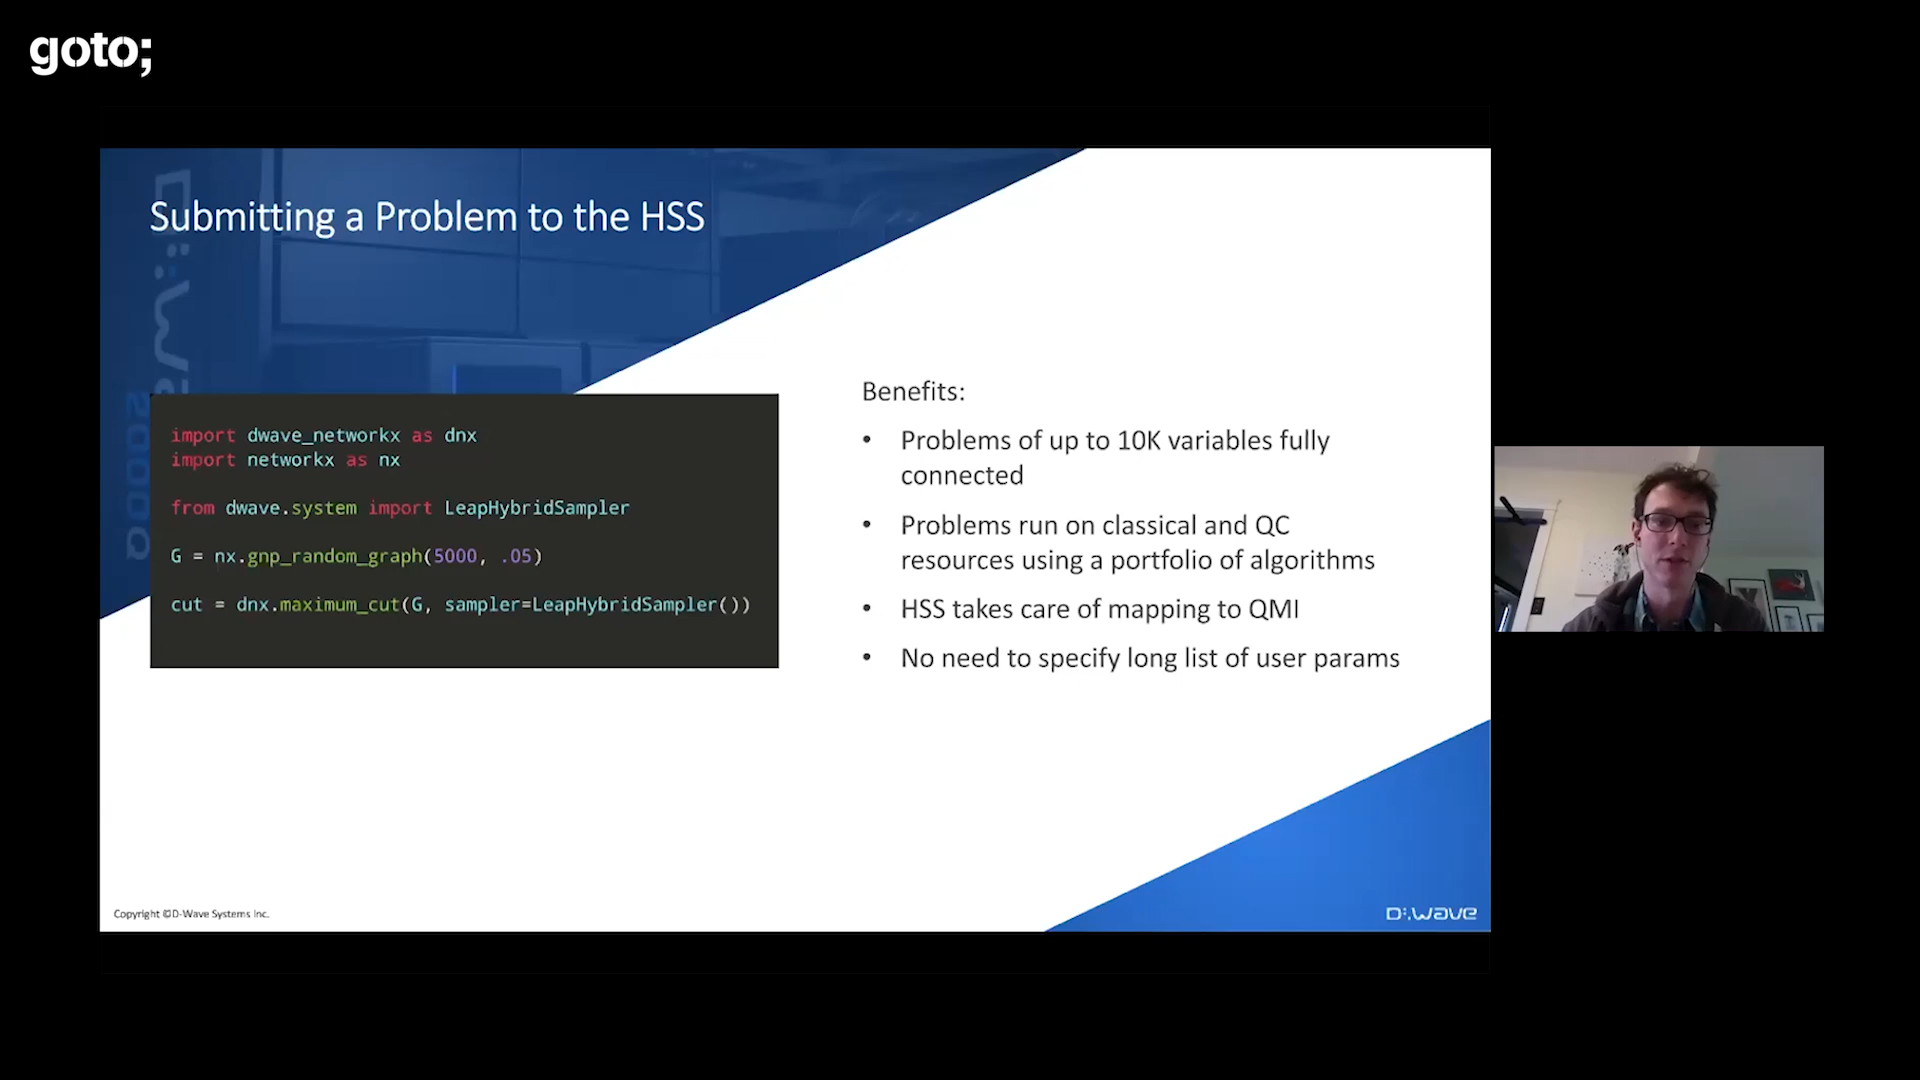 goto;
Submitting a Problem to the HSS
D:Wave
2000Q
import dwave_networkx as dnx
import networkx as nx
from dwave.system import LeapHybridSampler
G = nx.gnp_random_graph(5000, .05)
cut = dnx.maximum_cut(G, sampler=LeapHybridSampler())
Benefits:
• Problems of up to 10K variables fully
connected
• Problems run on classical and QC
resources using a portfolio of algorithms
• HSS takes care of mapping to QMI
• No need to specify long list of user params
Copyright ©D-Wave Systems Inc.
D:Wave